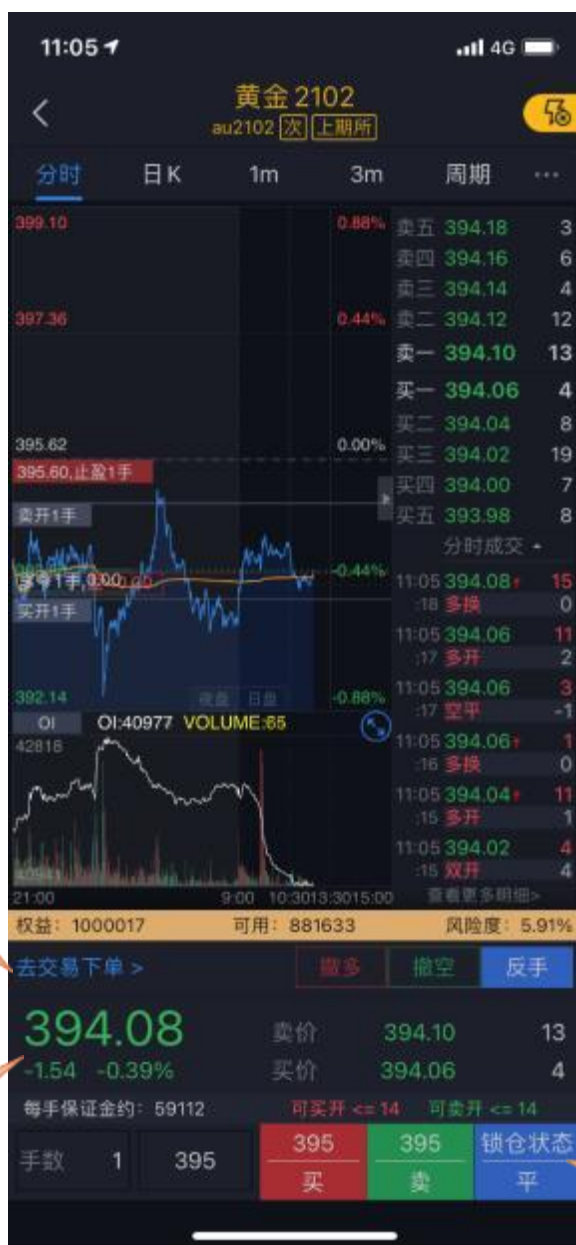 11:05
4G
黄金 2102
au2102 次 上期所
分时 日K 1m 3m 周期 ...
399.10 0.88%
397.36 0.44%
395.62 0.00%
395.60,止盈1手
卖开1手
-0.44%
买开1手
392.14 夜盘 日盘 -0.88%
OI OI:40977 VOLUME:65
42818
21:00 9:00 10:30 13:30 15:00
卖五 394.18 3
卖四 394.16 6
卖三 394.14 4
卖二 394.12 12
卖一 394.10 13
买一 394.06 4
买二 394.04 8
买三 394.02 19
买四 394.00 7
买五 393.98 8
分时成交
11:05 394.08↑ 15
:18 多换 0
11:05 394.06 11
:17 多开 2
11:05 394.06 3
:17 空平 -1
11:05 394.06↑ 1
:16 多换 0
11:05 394.04↑ 11
:15 多开 1
11:05 394.02 4
:15 双开 4
查看更多明细>
权益：1000017 可用：881633 风险度：5.91%
去交易下单 > 撤多 撤空 反手
394.08 卖价 394.10 13
-1.54 -0.39% 买价 394.06 4
每手保证金约：59112 可买开 <= 14 可卖开 <= 14
手数 1 395
395 395 锁仓状态
买 卖 平